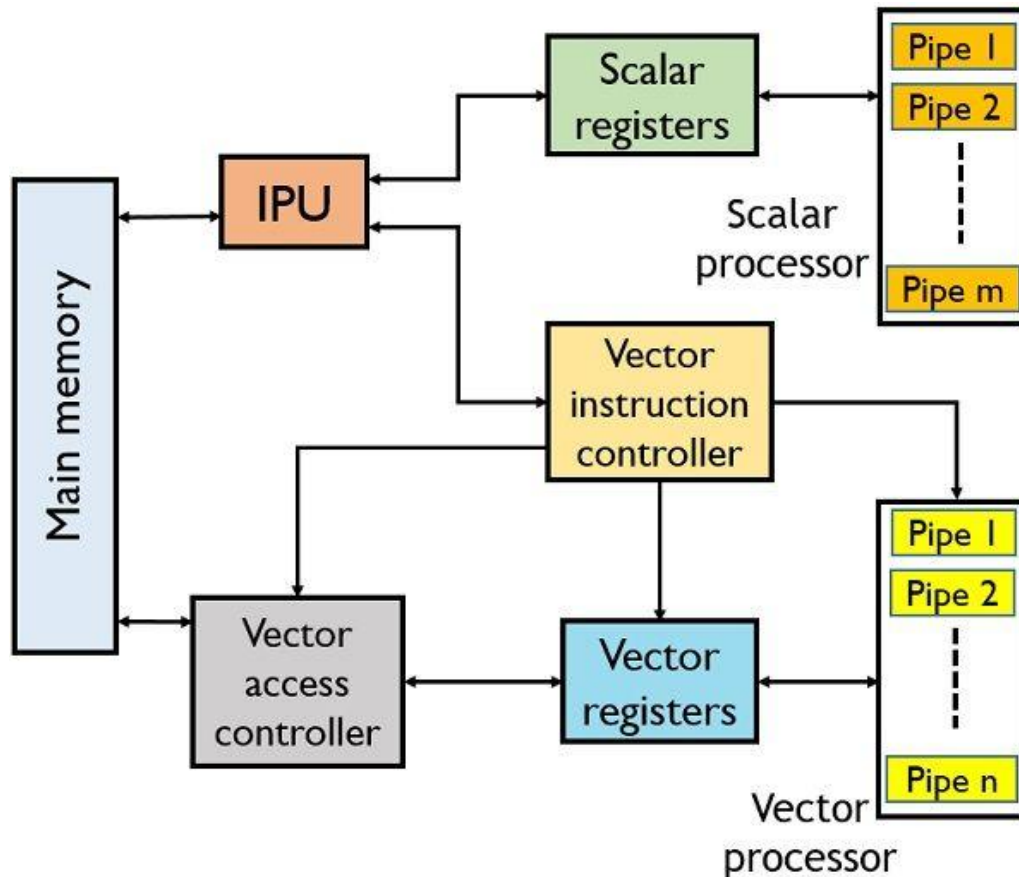 Main memory
IPU
Scalar
registers
Pipe 1
Pipe 2
Pipe m
Scalar
processor
Vector
instruction
controller
Vector
access
controller
Vector
registers
Pipe 1
Pipe 2
Pipe n
Vector
processor